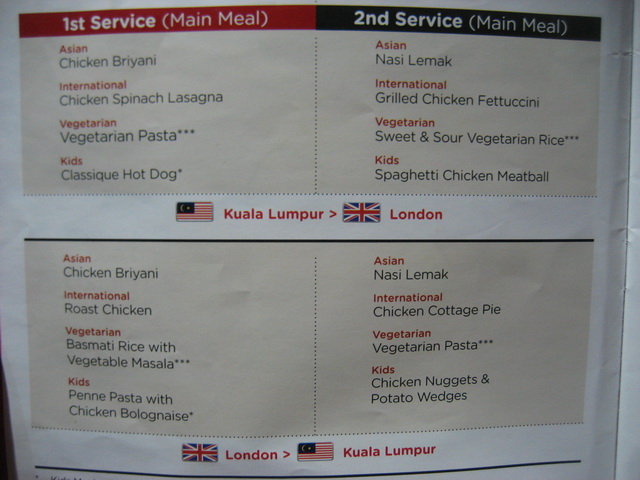 1st Service (Main Meal)
Asian
Chicken Briyani
International
Chicken Spinach Lasagna
Vegetarian
Vegetarian Pasta***
Kids
Classique Hot Dog*
2nd Service (Main Meal)
Asian
Nasi Lemak
International
Grilled Chicken Fettuccini
Vegetarian
Sweet & Sour Vegetarian Rice***
Kids
Spaghetti Chicken Meatball
Kuala Lumpur > London
Asian
Chicken Briyani
International
Roast Chicken
Vegetarian
Basmati Rice with
Vegetable Masala***
Kids
Penne Pasta with
Chicken Bolognaise*
Asian
Nasi Lemak
International
Chicken Cottage Pie
Vegetarian
Vegetarian Pasta***
Kids
Chicken Nuggets &
Potato Wedges
London > Kuala Lumpur